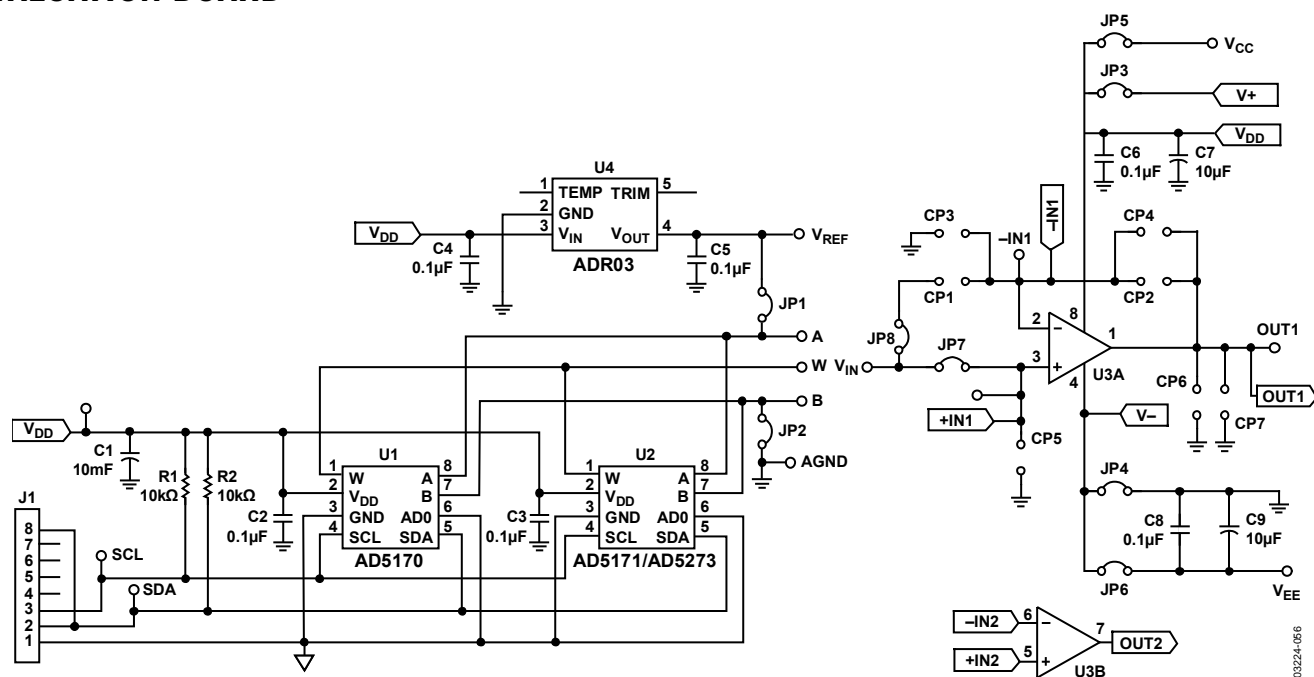 JP5
VCC
JP3
V+
VDD
C6
0.1µF
C7
10µF
U4
1
TEMP
TRIM
5
2
GND
3
VIN
VOUT
4
ADR03
VDD
C4
0.1µF
C5
0.1µF
VREF
JP1
A
W
B
JP2
AGND
CP3
–IN1
–IN1
CP4
CP1
CP2
JP8
VIN
JP7
2
–
8
1
3
+
4
U3A
OUT1
OUT1
CP6
CP7
+IN1
CP5
V–
JP4
C8
0.1µF
C9
10µF
JP6
VEE
VDD
C1
10mF
R1
10kΩ
R2
10kΩ
C2
0.1µF
U1
1
W
A
8
2
VDD
B
7
3
GND
AD0
6
4
SCL
SDA
5
AD5170
C3
0.1µF
U2
1
W
A
8
2
VDD
B
7
3
GND
AD0
6
4
SCL
SDA
5
AD5171/AD5273
J1
8
7
6
5
4
3
2
1
SCL
SDA
–IN2
6
–
7
OUT2
+IN2
5
+
U3B
03224-056